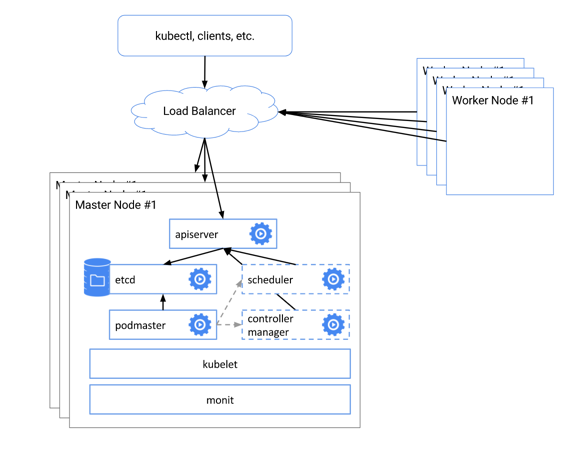 kubectl, clients, etc.
Load Balancer
Worker Node #1
Master Node #1
apiserver
etcd
scheduler
podmaster
controller
manager
kubelet
monit